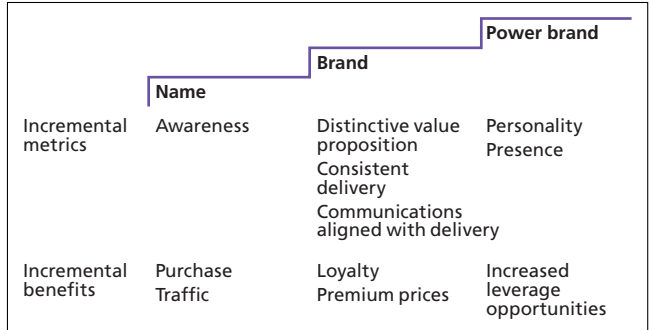 Power brand
Brand
Name
Incremental
metrics
Awareness
Distinctive value
proposition
Consistent
delivery
Communications
aligned with delivery
Personality
Presence
Incremental
benefits
Purchase
Traffic
Loyalty
Premium prices
Increased
leverage
opportunities